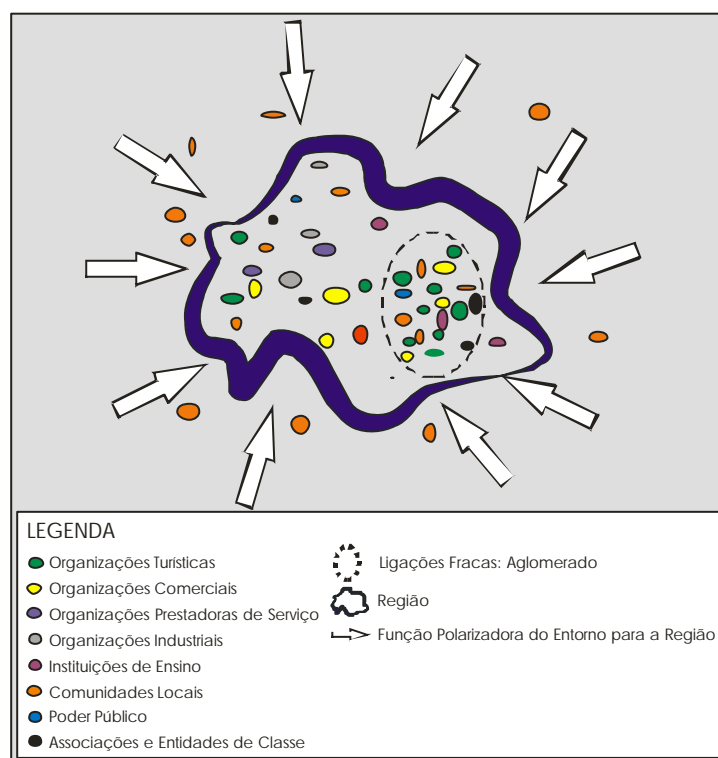 LEGENDA
Organizações Turísticas
Organizações Comerciais
Organizações Prestadoras de Serviço
Organizações Industriais
Instituições de Ensino
Comunidades Locais
Poder Público
Associações e Entidades de Classe
Ligações Fracas: Aglomerado
Região
Função Polarizadora do Entorno para a Região